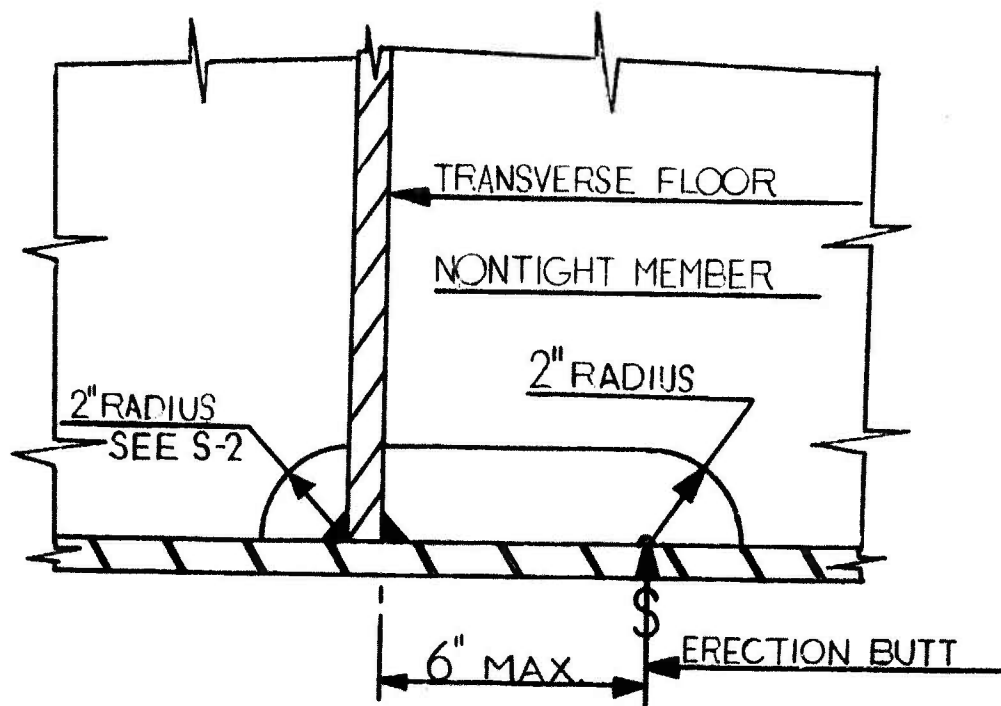 TRANSVERSE FLOOR
NONTIGHT MEMBER
2" RADIUS
2" RADIUS
SEE S-2
S
6" MAX.
ERECTION BUTT